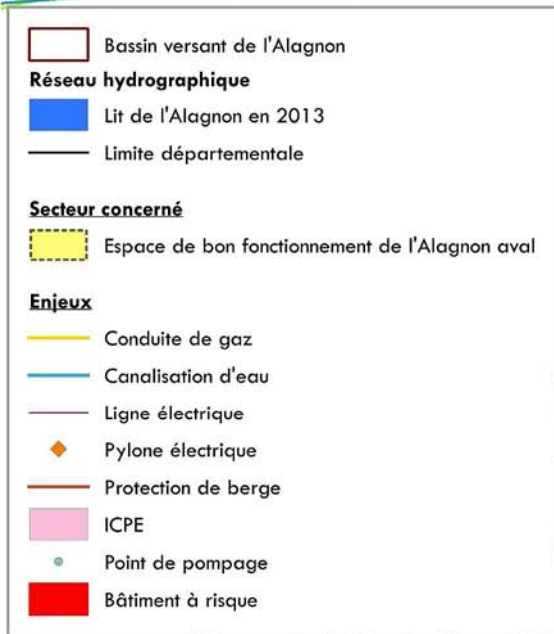 Bassin versant de l'Alagnon
Réseau hydrographique
Lit de l'Alagnon en 2013
Limite départementale
Secteur concerné
Espace de bon fonctionnement de l'Alagnon aval
Enjeux
Conduite de gaz
Canalisation d'eau
Ligne électrique
Pylone électrique
Protection de berge
ICPE
Point de pompage
Bâtiment à risque